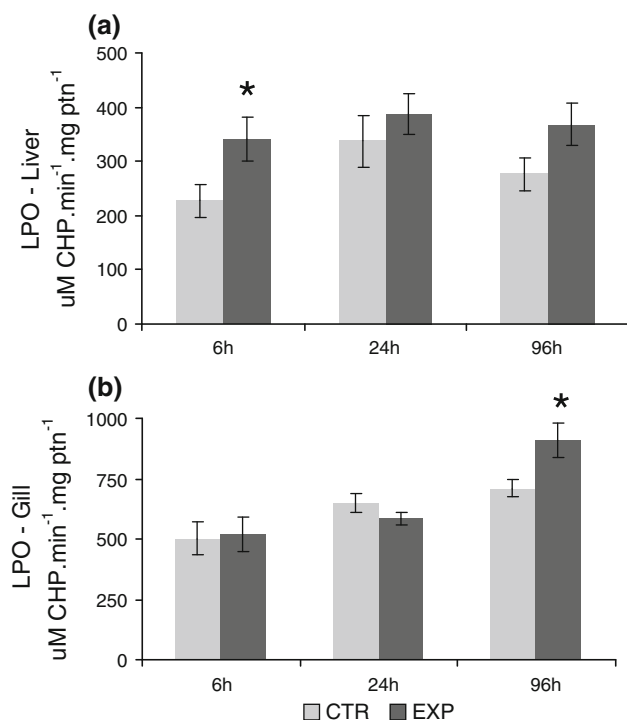 (a)
LPO - Liver
uM CHP.min⁻¹.mg ptn⁻¹
500
400
300
200
100
0
*
6h 24h 96h
(b)
LPO - Gill
uM CHP.min⁻¹.mg ptn⁻¹
1000
750
500
250
0
*
6h 24h 96h
CTR EXP